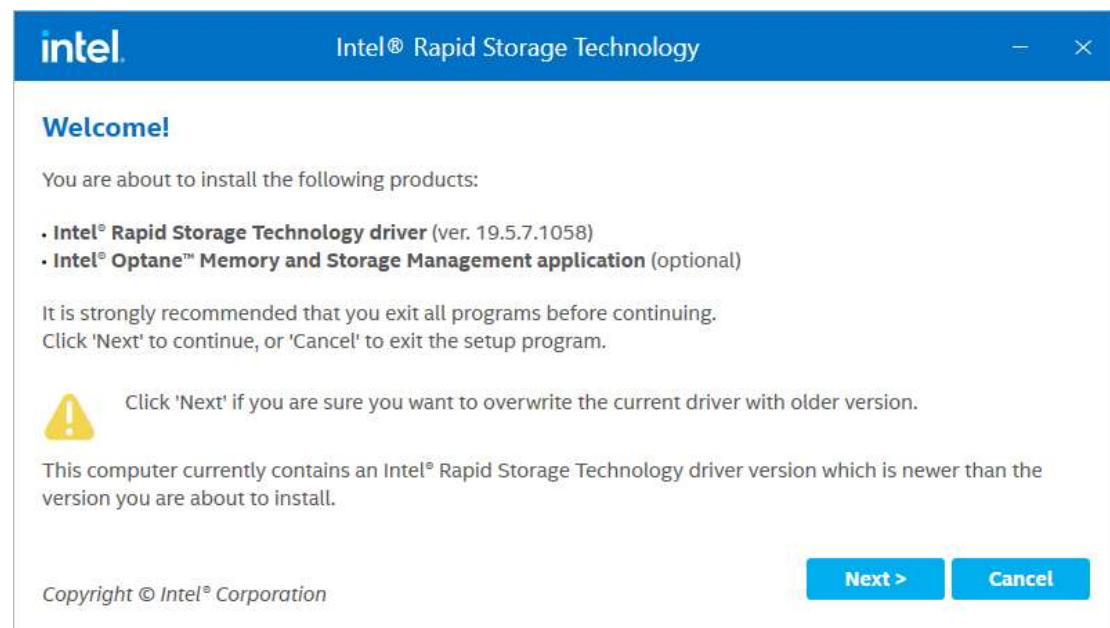 intel.
Intel® Rapid Storage Technology
Welcome!
You are about to install the following products:
• Intel® Rapid Storage Technology driver (ver. 19.5.7.1058)
• Intel® Optane™ Memory and Storage Management application (optional)
It is strongly recommended that you exit all programs before continuing.
Click 'Next' to continue, or 'Cancel' to exit the setup program.
Click 'Next' if you are sure you want to overwrite the current driver with older version.
This computer currently contains an Intel® Rapid Storage Technology driver version which is newer than the
version you are about to install.
Copyright © Intel® Corporation
Next >
Cancel